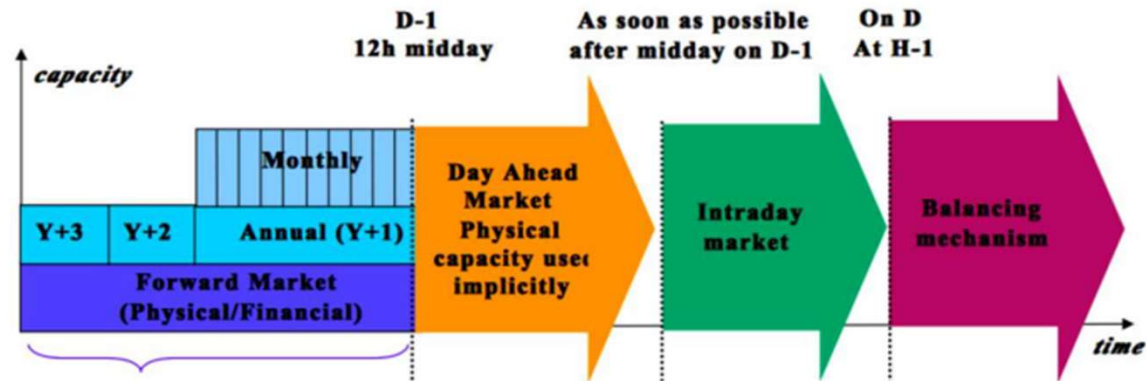 D-1
12h midday
As soon as possible
after midday on D-1
On D
At H-1
capacity
Monthly
Y+3
Y+2
Annual (Y+1)
Forward Market
(Physical/Financial)
Day Ahead
Market
Physical
capacity use
implicitly
Intraday
market
Balancing
mechanism
time